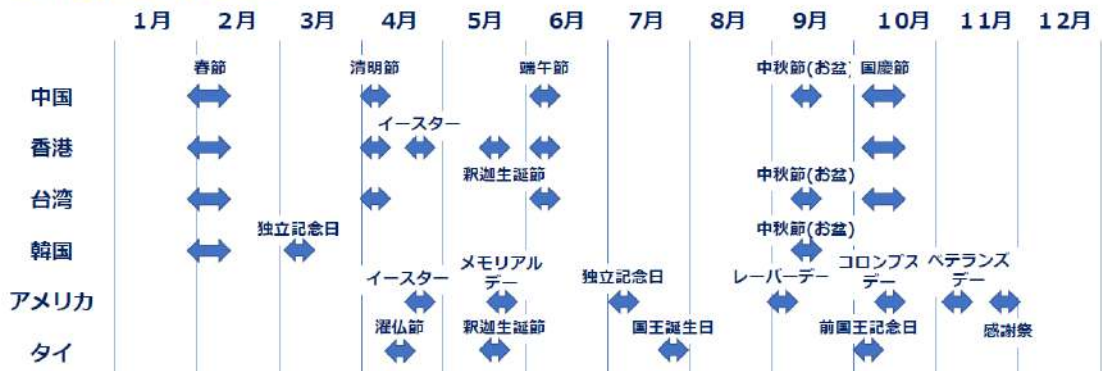 1月 2月 3月 4月 5月 6月 7月 8月 9月 10月 11月 12月
春節 清明節 端午節 中秋節(お盆) 国慶節
中国
イースター
香港
釈迦生誕節 中秋節(お盆)
台湾
独立記念日 中秋節(お盆)
韓国
イースター メモリアル
デー 独立記念日 レーバーデー コロンブス
デー ベテランズ
デー
アメリカ
感謝祭
濯仏節 釈迦生誕節 国王誕生日 前国王記念日
タイ